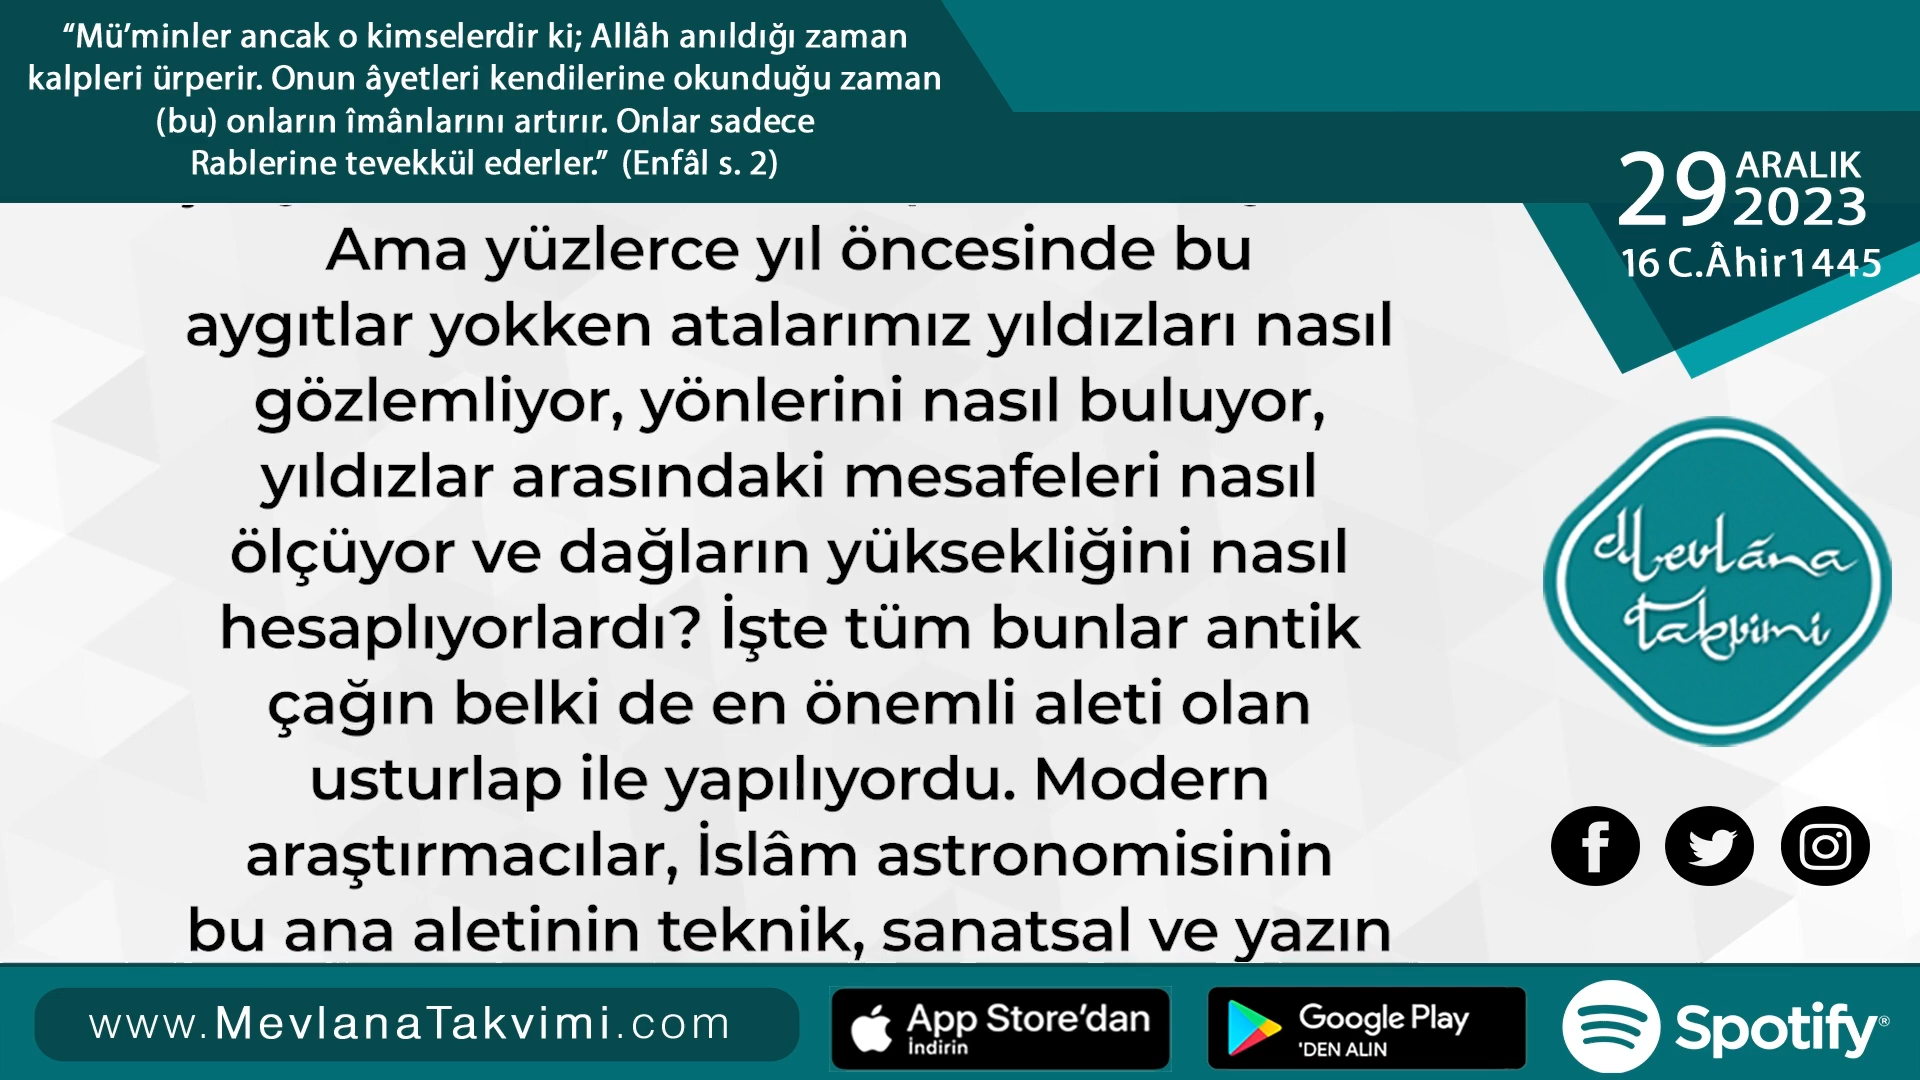 “Mü’minler ancak o kimselerdir ki; Allâh anıldığı zaman
kalpleri ürperir. Onun âyetleri kendilerine okunduğu zaman
(bu) onların îmânlarını artırır. Onlar sadece
Rablerine tevekkül ederler.” (Enfâl s. 2)
29 ARALIK
2023
16 C.Âhir1445
Ama yüzlerce yıl öncesinde bu
aygıtlar yokken atalarımız yıldızları nasıl
gözlemliyor, yönlerini nasıl buluyor,
yıldızlar arasındaki mesafeleri nasıl
ölçüyor ve dağların yüksekliğini nasıl
hesaplıyorlardı? İşte tüm bunlar antik
çağın belki de en önemli aleti olan
usturlap ile yapılıyordu. Modern
araştırmacılar, İslâm astronomisinin
bu ana aletinin teknik, sanatsal ve yazın
Mevlâna
Takvimi
www.MevlanaTakvimi.com
App Store’dan
İndirin
Google Play
'DEN ALIN
Spotify®